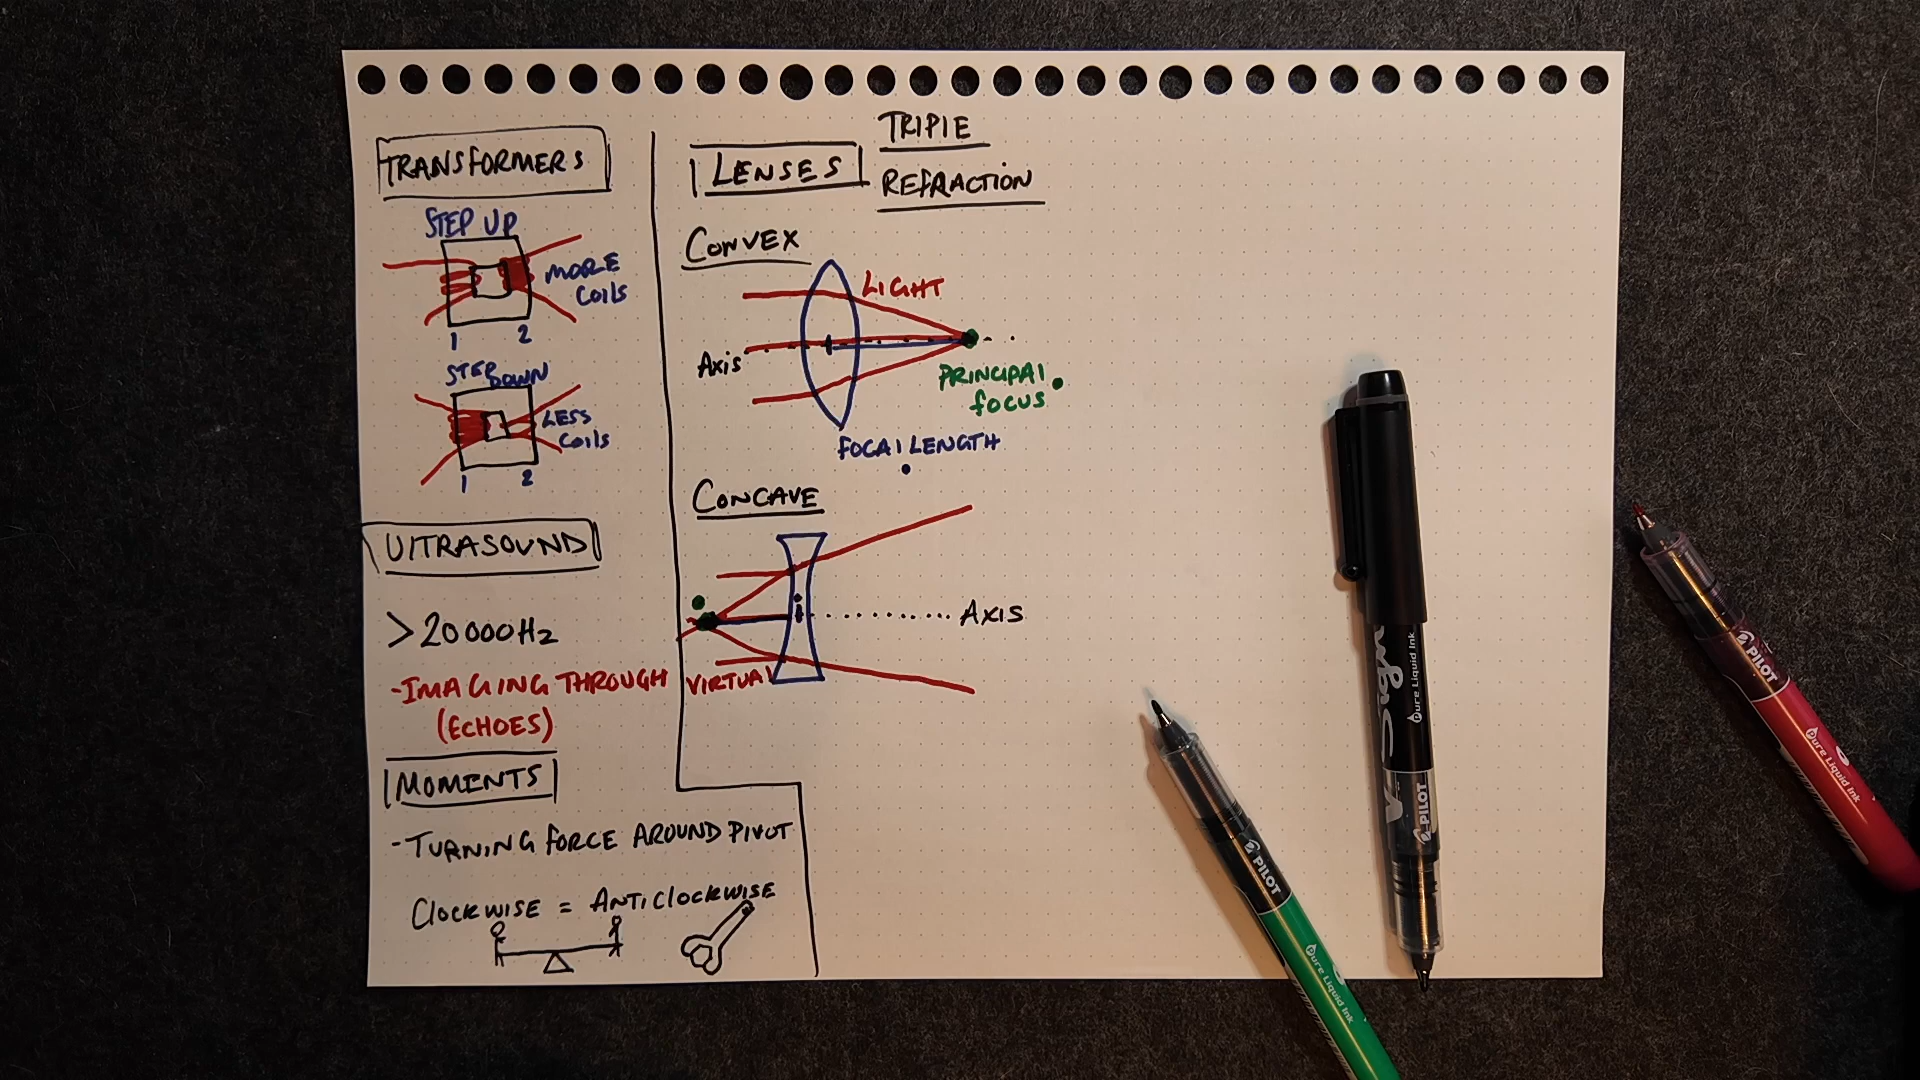 TRANSFORMERS
STEP UP
MORE
COILS
1 2
STEP DOWN
LESS
COILS
1 2
ULTRASOUND
>20000Hz
-IMAGING THROUGH
(ECHOES)
MOMENTS
-TURNING FORCE AROUND PIVOT
CLOCKWISE = ANTICLOCKWISE
LENSES
TRIPLE
REFRACTION
CONVEX
LIGHT
AXIS
PRINCIPAL
FOCUS
FOCAL LENGTH
CONCAVE
AXIS
VIRTUAL
PILOT
Pure Liquid Ink
V Sign
Pure Liquid Ink
PILOT
PILOT
Pure Liquid Ink